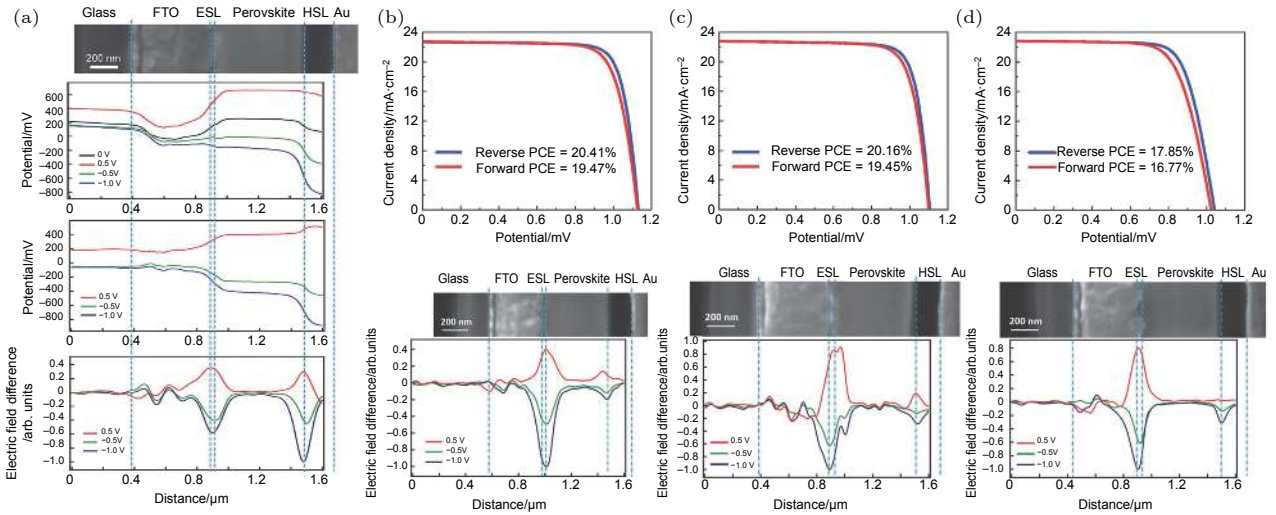 (a)
Glass FTO ESL Perovskite HSL Au
200 nm
Potential/mV
600
400
200
0
−200
−400
−600
−800
0 V
0.5 V
−0.5V
−1.0 V
0 0.4 0.8 1.2 1.6
Potential/mV
400
200
0
−200
−400
−600
−800
0.5 V
−0.5V
−1.0 V
0 0.4 0.8 1.2 1.6
Electric field difference
/arb. units
0.4
0.2
0
−0.2
−0.4
−0.6
−0.8
−1.0
0.5 V
−0.5V
−1.0 V
0 0.4 0.8 1.2 1.6
Distance/μm
(b)
Current density/mA·cm−2
24
20
16
12
8
4
0
Reverse PCE = 20.41%
Forward PCE = 19.47%
0 0.2 0.4 0.6 0.8 1.0 1.2
Potential/mV
Glass FTO ESL Perovskite HSL Au
200 nm
Electric field difference/arb.units
0.4
0.2
0
−0.2
−0.4
−0.6
−0.8
−1.0
0.5 V
−0.5 V
−1.0 V
0 0.4 0.8 1.2 1.6
Distance/μm
(c)
Current density/mA·cm−2
24
20
16
12
8
4
0
Reverse PCE = 20.16%
Forward PCE = 19.45%
0 0.2 0.4 0.6 0.8 1.0 1.2
Potential/mV
Glass FTO ESL Perovskite HSL Au
200 nm
Electric field difference/arb.units
1.0
0.8
0.6
0.4
0.2
0
−0.2
−0.4
−0.6
−0.8
−1.0
0.5 V
−0.5 V
−1.0 V
0 0.4 0.8 1.2 1.6
Distance/μm
(d)
Current density/mA·cm−2
24
20
16
12
8
4
0
Reverse PCE = 17.85%
Forward PCE = 16.77%
0 0.2 0.4 0.6 0.8 1.0 1.2
Potential/mV
Glass FTO ESL Perovskite HSL Au
200 nm
Electric field difference/arb.units
0.8
0.6
0.4
0.2
0
−0.2
−0.4
−0.6
−0.8
−1.0
0.5 V
−0.5 V
−1.0 V
0 0.4 0.8 1.2 1.6
Distance/μm